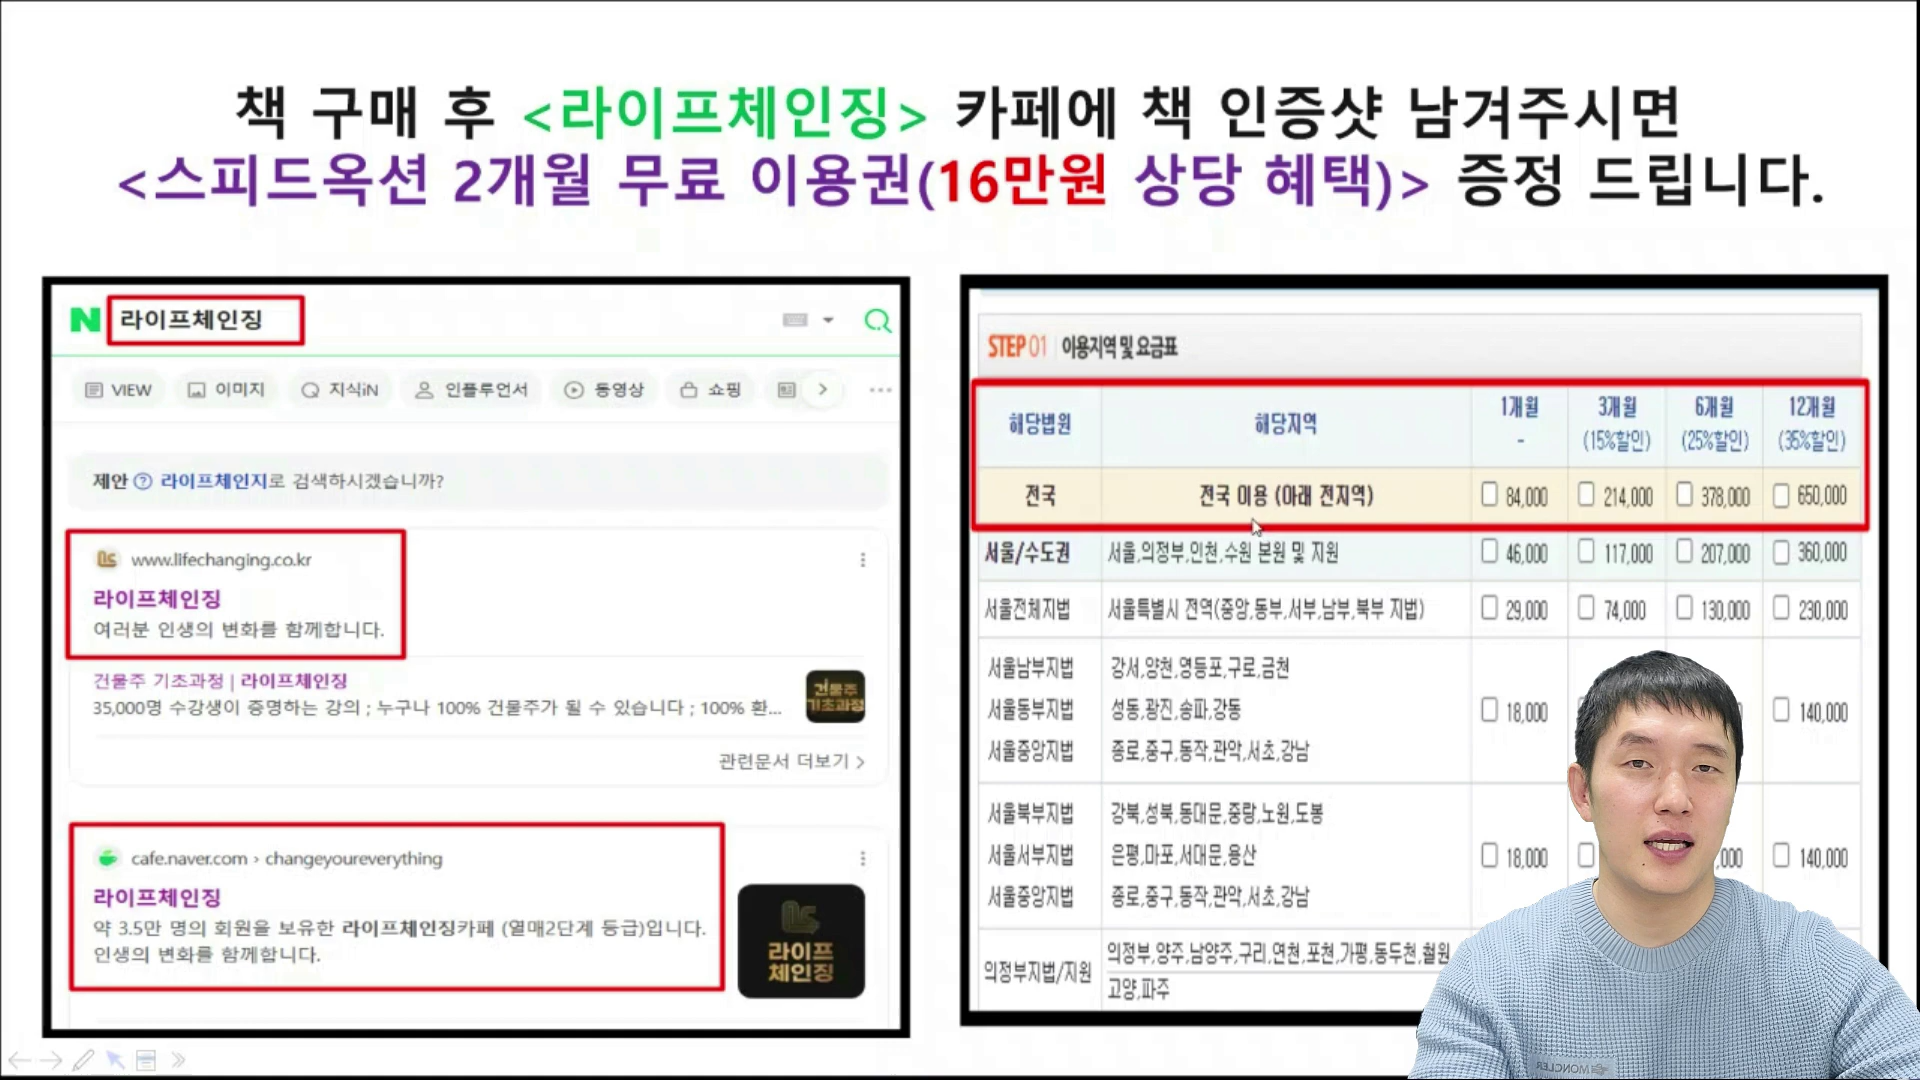 책 구매 후 <라이프체인징> 카페에 책 인증샷 남겨주시면
<스피드옥션 2개월 무료 이용권(16만원 상당 혜택)> 증정 드립니다.
N 라이프체인징
VIEW 이미지 지식iN 인플루언서 동영상 쇼핑
제안 ? 라이프체인지로 검색하시겠습니까?
www.lifechanging.co.kr
라이프체인징
여러분 인생의 변화를 함께합니다.
건물주 기초과정 | 라이프체인징
35,000명 수강생이 증명하는 강의 ; 누구나 100% 건물주가 될 수 있습니다 ; 100% 환...
건물주
기초과정
관련문서 더보기 >
cafe.naver.com › changeyoureverything
라이프체인징
약 3.5만 명의 회원을 보유한 라이프체인징카페 (열매2단계 등급)입니다.
인생의 변화를 함께합니다.
라이프
체인징
STEP 01 이용지역 및 요금표
해당법원 해당지역 1개월 - 3개월 (15%할인) 6개월 (25%할인) 12개월 (35%할인)
전국 전국 이용 (아래 전지역) 84,000 214,000 378,000 650,000
서울/수도권 서울,의정부,인천,수원 본원 및 지원 46,000 117,000 207,000 360,000
서울전체지법 서울특별시 전역(중앙,동부,서부,남부,북부 지법) 29,000 74,000 130,000 230,000
서울남부지법 강서,양천,영등포,구로,금천
서울동부지법 성동,광진,송파,강동 18,000 140,000
서울중앙지법 종로,중구,동작,관악,서초,강남
서울북부지법 강북,성북,동대문,중랑,노원,도봉
서울서부지법 은평,마포,서대문,용산 18,000 ,000 140,000
서울중앙지법 종로,중구,동작,관악,서초,강남
의정부지법/지원 의정부,양주,남양주,구리,연천,포천,가평,동두천,철원
고양,파주